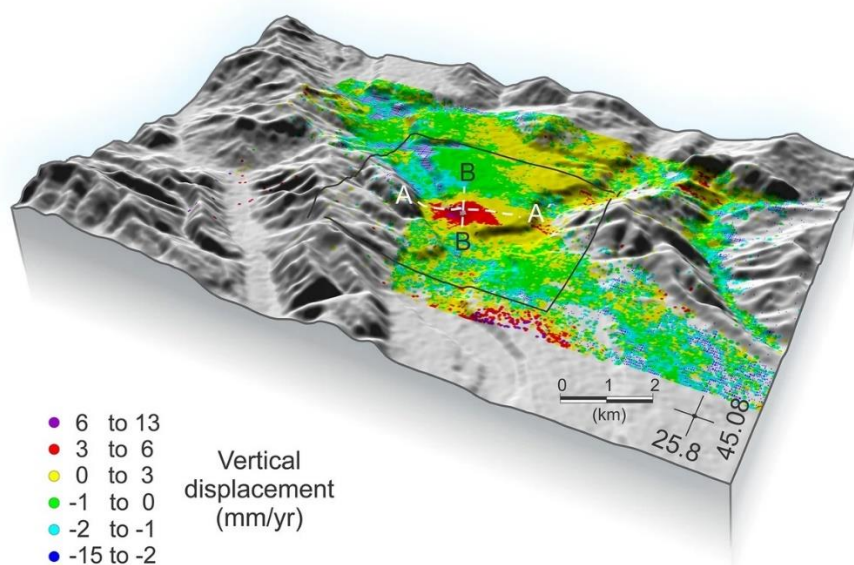 B
A A´
B
0 1 2
(km)
25.8
45.08
6 to 13
3 to 6
0 to 3
-1 to 0
-2 to -1
-15 to -2
Vertical
displacement
(mm/yr)